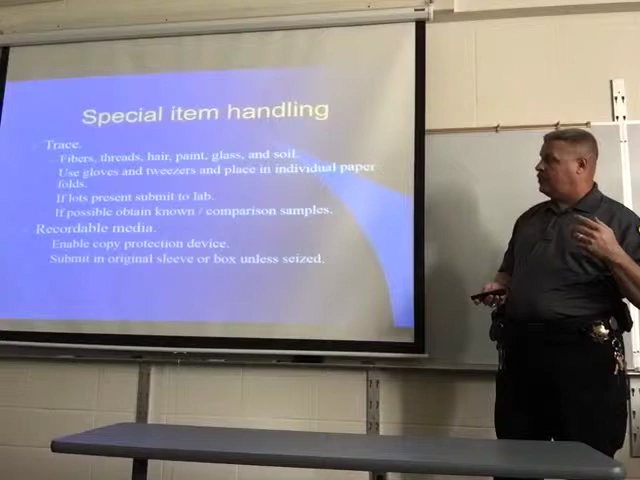 Special item handling
Trace.
Fibers, threads, hair, paint, glass, and soil.
Use gloves and tweezers and place in individual paper
folds.
If lots present submit to lab.
If possible obtain known / comparison samples.
Recordable media.
Enable copy protection device.
Submit in original sleeve or box unless seized.